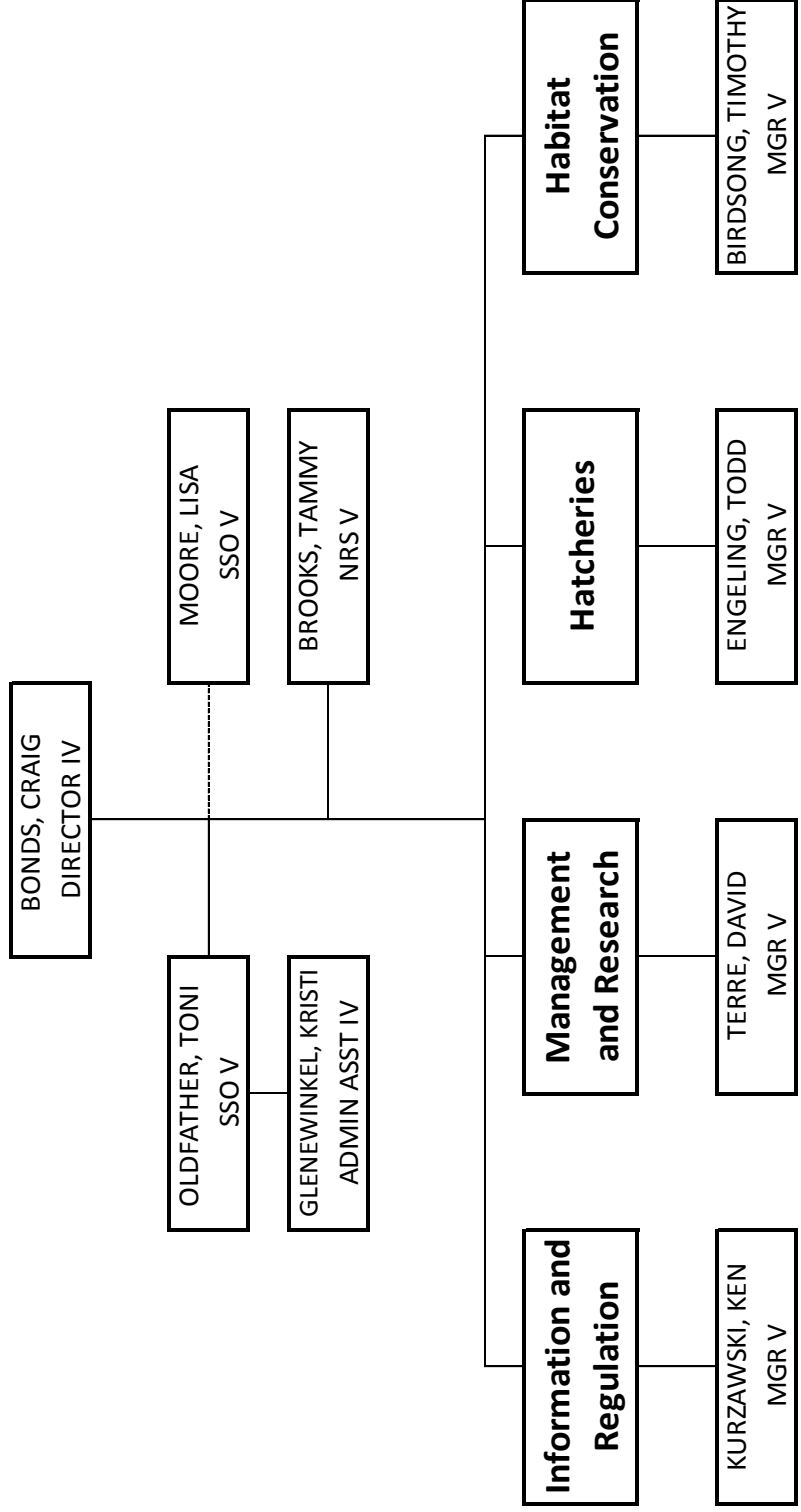 BONDS, CRAIG
DIRECTOR IV
OLDFATHER, TONI
SSO V
MOORE, LISA
SSO V
GLENEWINKEL, KRISTI
ADMIN ASST IV
BROOKS, TAMMY
NRS V
Information and
Regulation
Management
and Research
Hatcheries
Habitat
Conservation
KURZAWSKI, KEN
MGR V
TERRE, DAVID
MGR V
ENGELING, TODD
MGR V
BIRDSONG, TIMOTHY
MGR V